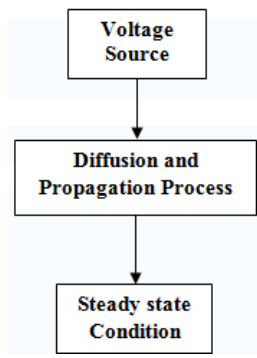 Voltage
Source
Diffusion and
Propagation Process
Steady state
Condition